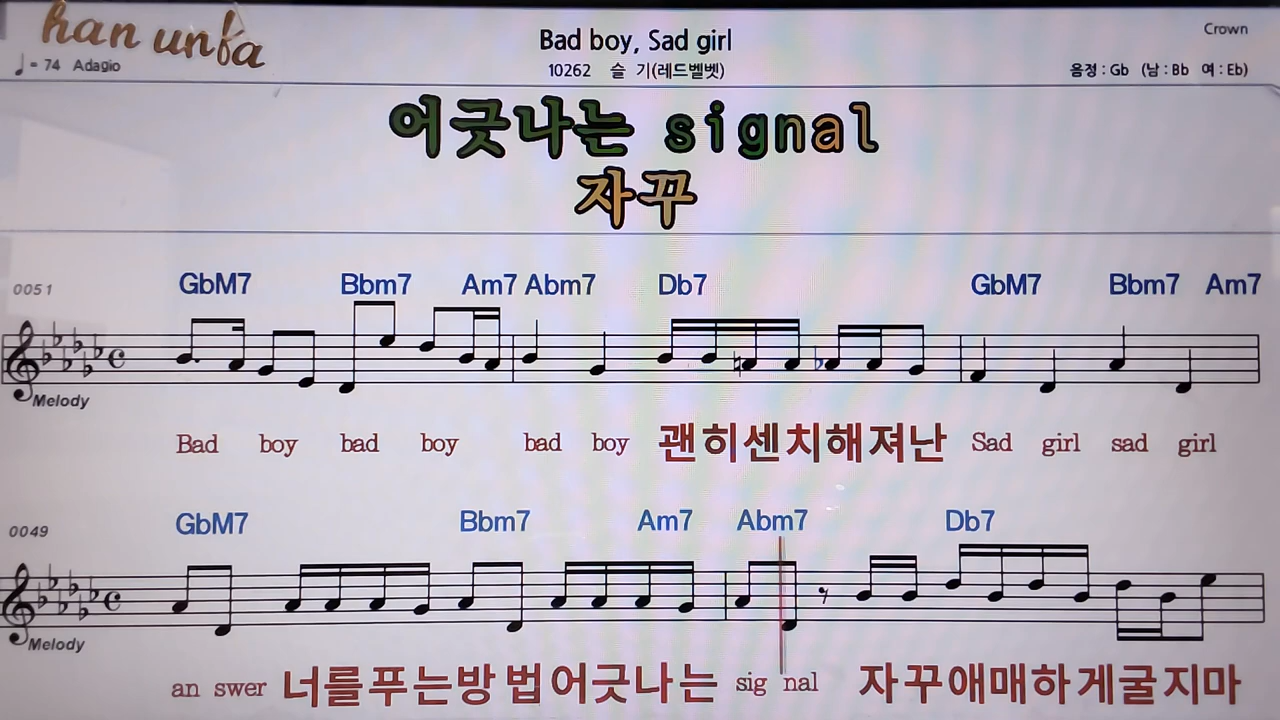 han unfa
Bad boy, Sad girl
Crown
♩= 74 Adagio
10262 슬 기(레드벨벳)
음정 : Gb (남 : Bb 여 : Eb)
어긋나는 signal
자꾸
0051 GbM7 Bbm7 Am7 Abm7 Db7 GbM7 Bbm7 Am7
Melody
Bad boy bad boy bad boy 괜히센치해져난 Sad girl sad girl
0049 GbM7 Bbm7 Am7 Abm7 Db7
Melody
an swer 너를푸는방법어긋나는 sig nal 자꾸애매하게굴지마